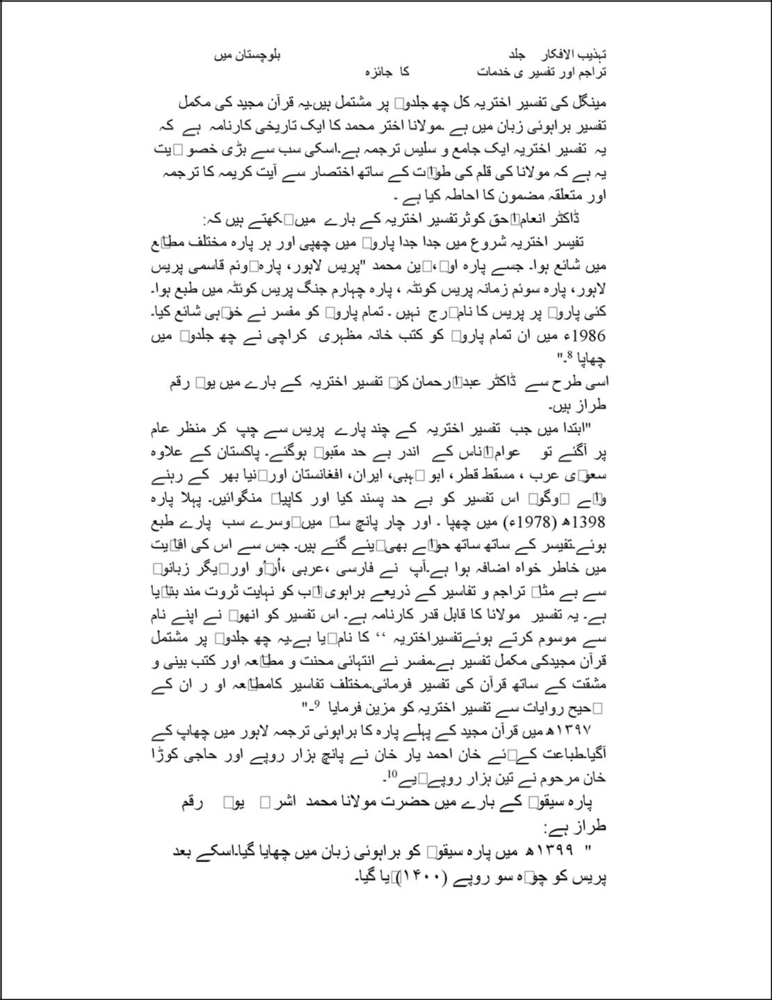 تہذیب الافکار جلد بلوچستان میں
تراجم اور تفسیر ی خدمات کا جائزہ
مینگل کی تفسیر اختریہ کل چھ جلدو□ پر مشتمل ہیں۔یہ قرآن مجید کی مکمل
تفسیر براہوئی زبان میں ہے ۔مولانا اختر محمد کا ایک تاریخی کارنامہ ہے کہ
یہ تفسیر اختریہ ایک جامع و سلیس ترجمہ ہے۔اسکی سب سے بڑی خصو □یت
یہ ہے کہ مولانا کی قلم کی طو□ت کے ساتھ اختصار سے آیت کریمہ کا ترجمہ
اور متعلقہ مضمون کا احاطہ کیا ہے ۔
ڈاکٹر انعام□حق کوثرتفسیر اختریہ کے بارے میں□کھتے ہیں کہ:
تفیسر اختریہ شروع میں جدا جدا پارو□ میں چھپی اور ہر پارہ مختلف مط□ع
میں شائع ہوا۔ جسے پارہ او□،□ین محمد "پریس لاہور، پارہ□وئم قاسمی پریس
لاہور، پارہ سوئم زمانہ پریس کوئٹہ ، پارہ چہارم جنگ پریس کوئٹہ میں طبع ہوا۔
کئی پارو□ پر پریس کا نام□رج نہیں ۔ تمام پارو□ کو مفسر نے خو□ہی شائع کیا۔
1986ء میں ان تمام پارو□ کو کتب خانہ مظہری کراچی نے چھ جلدو□ میں
چھاپا 8۔"
اسی طرح سے ڈاکٹر عبد□رحمان کر□ تفسیر اختریہ کے بارے میں یو□ رقم
طراز ہیں۔
"ابتدا میں جب تفسیر اختریہ کے چند پارے پریس سے چپ کر منظر عام
پر آگئے تو عوام□ناس کے اندر بے حد مقبو□ ہوگئے۔ پاکستان کے علاوہ
سعو□ی عرب ، مسقط قطر، ابو □ہبی، ایران، افغانستان اور□نیا بھر کے رہنے
و□ے □وگو□ اس تفسیر کو بے حد پسند کیا اور کاپیا□ منگوائیں۔ پہلا پارہ
1398ھ (1978ء) میں چھپا ۔ اور چار پانچ سا□ میں□وسرے سب پارے طبع
ہوئے۔تفیسر کے ساتھ ساتھ حو□ے بھی□یئے گئے ہیں۔ جس سے اس کی اف□یت
میں خاطر خواہ اضافہ ہوا ہے۔آپ نے فارسی ،عربی ،اُر□و اور□یگر زبانو□
سے بے مثا□ تراجم و تفاسیر کے ذریعے براہوی□ب کو نہایت ثروت مند بن□یا
ہے۔ یہ تفسیر مولانا کا قابل قدر کارنامہ ہے۔ اس تفسیر کو انھو□ نے اپنے نام
سے موسوم کرتے ہوئےتفسیراختریہ ‘‘ کا نام□یا ہے۔یہ چھ جلدو□ پر مشتمل
قرآن مجیدکی مکمل تفسیر ہے۔مفسر نے انتہائی محنت و مط□عہ اور کتب بینی و
مشقت کے ساتھ قرآن کی تفسیر فرمائی۔مختلف تفاسیر کامط□عہ او ر ان کے
□حیح روایات سے تفسیر اختریہ کو مزین فرمایا 9۔"
۱۳۹۷ھ میں قرآن مجید کے پہلے پارہ کا براہوئی ترجمہ لاہور میں چھاپ کے
آگیا۔طباعت کے□ئے خان احمد یار خان نے پانچ ہزار روپے اور حاجی کوڑا
خان مرحوم نے تین ہزار روپے□یے10۔
پارہ سیقو□ کے بارے میں حضرت مولانا محمد اشر □ یو□ رقم
طراز ہے:
" ۱۳۹۹ھ میں پارہ سیقو□ کو براہوئی زبان میں چھاپا گیا۔اسکے بعد
پریس کو چو□ہ سو روپے (۱۴۰۰)□یا گیا۔